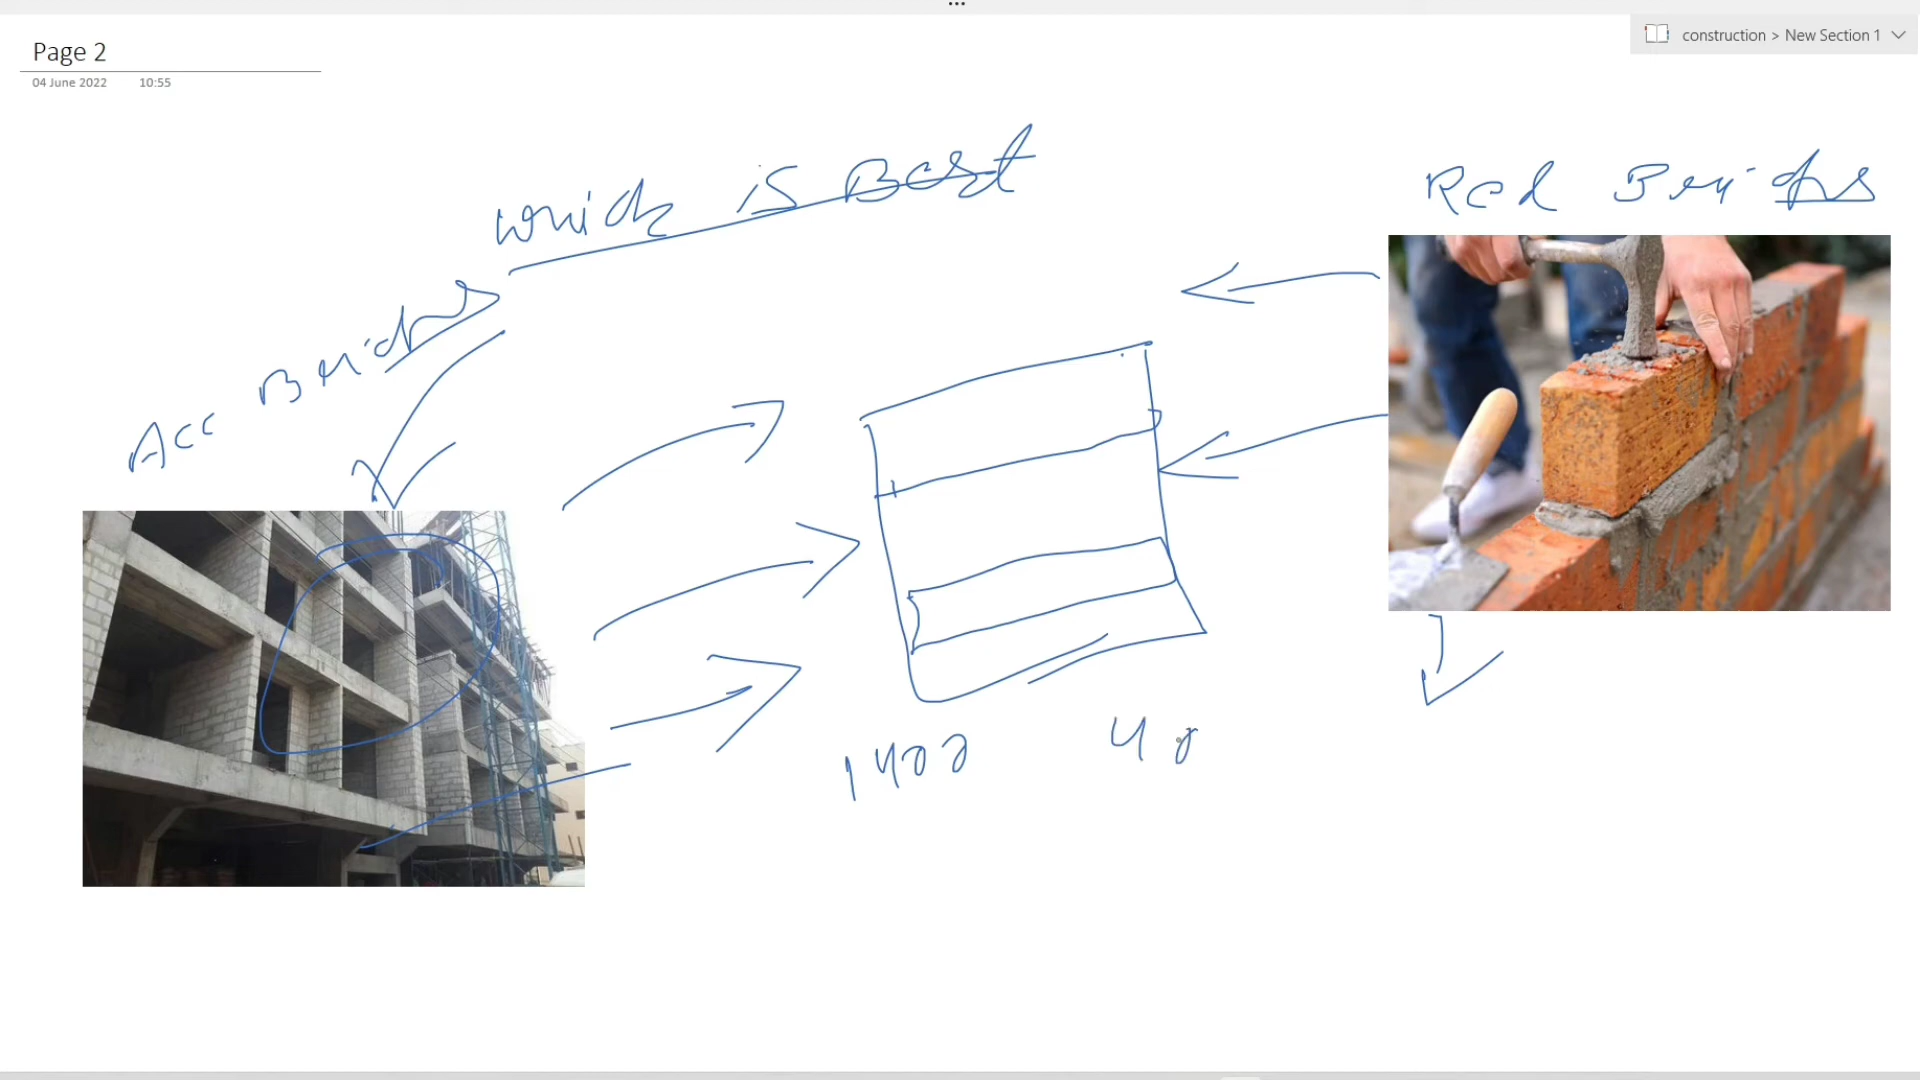 ...
Page 2
construction > New Section 1
04 June 2022 10:55
which is Best
Red Bricks
Acc Bricks
1400 40